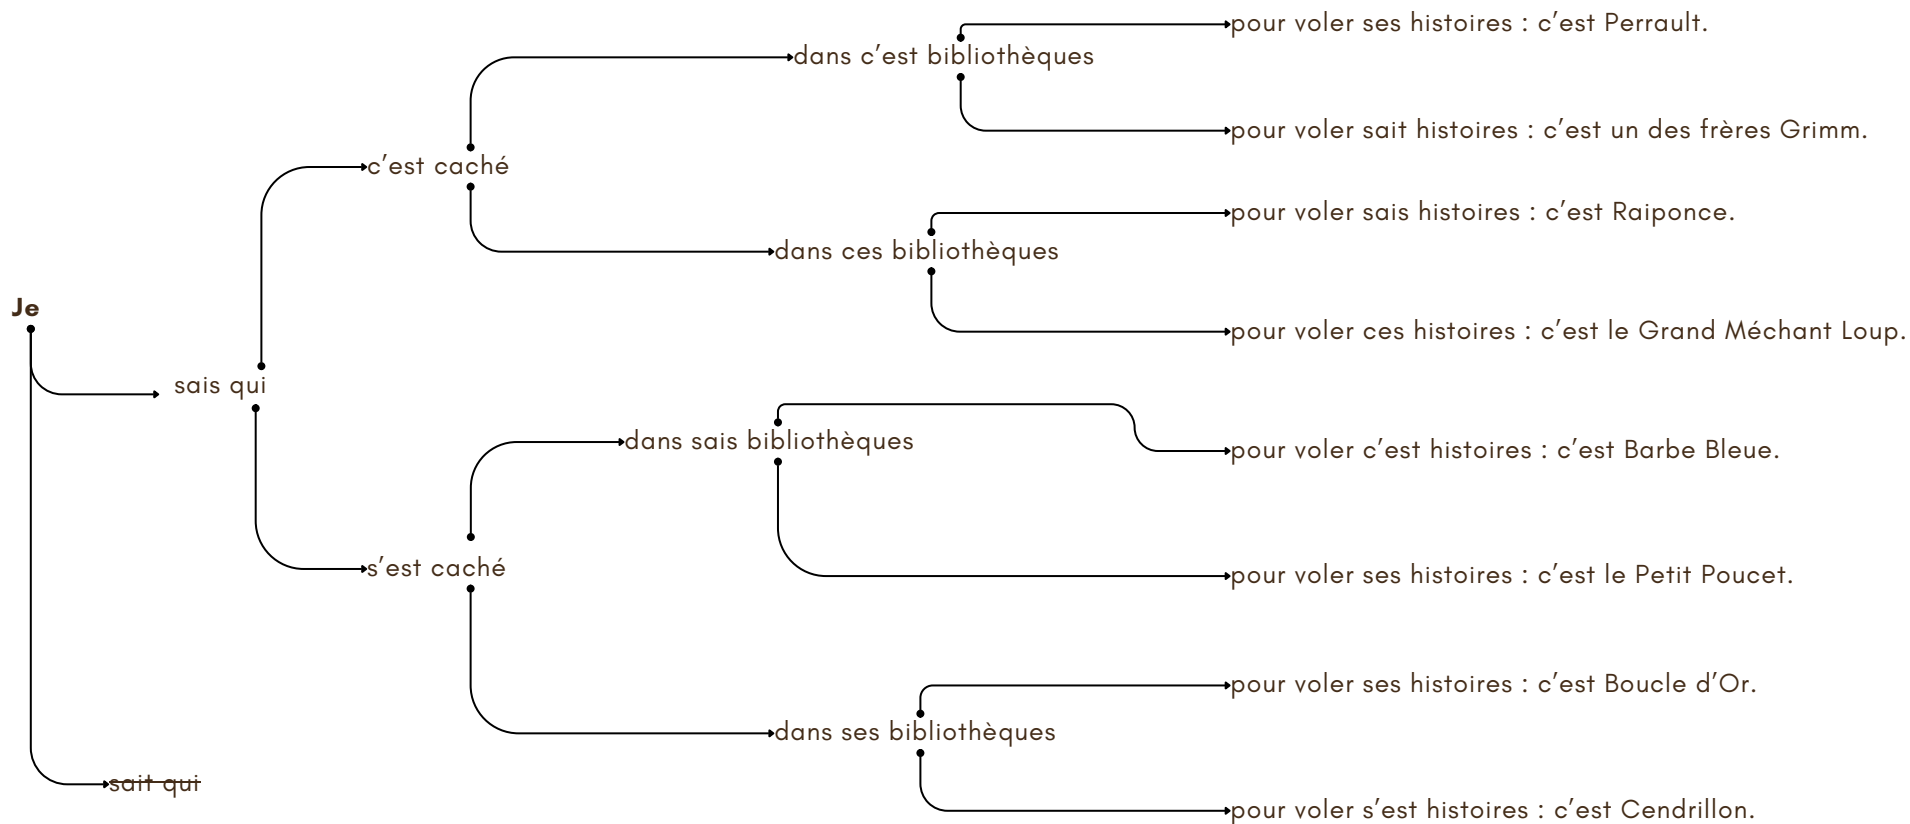 pour voler ses histoires : c'est Perrault.
dans c'est bibliothèques
pour voler sait histoires : c'est un des frères Grimm.
c'est caché
pour voler sais histoires : c'est Raiponce.
dans ces bibliothèques
Je
pour voler ces histoires : c'est le Grand Méchant Loup.
sais qui
dans sais bibliothèques
pour voler c'est histoires : c'est Barbe Bleue.
s'est caché
pour voler ses histoires : c'est le Petit Poucet.
pour voler ses histoires : c'est Boucle d'Or.
dans ses bibliothèques
sait qui
pour voler s'est histoires : c'est Cendrillon.